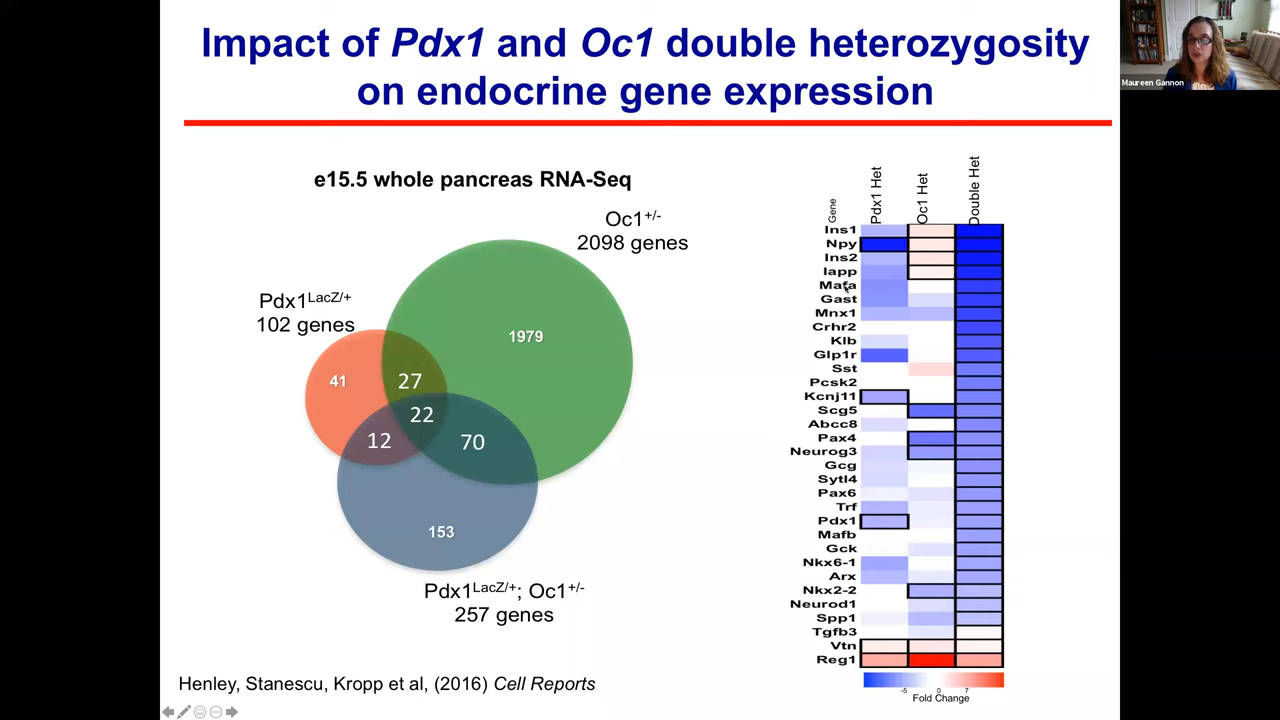 Impact of Pdx1 and Oc1 double heterozygosity
on endocrine gene expression
Maureen Gannon
e15.5 whole pancreas RNA-Seq
Oc1+/-
2098 genes
Pdx1LacZ/+
102 genes
1979
41
27
22
12
70
153
Pdx1LacZ/+; Oc1+/-
257 genes
Gene
Pdx1 Het
Oc1 Het
Double Het
Ins1
Npy
Ins2
Iapp
Mafa
Gast
Mnx1
Crhr2
Klb
Glp1r
Sst
Pcsk2
Kcnj11
Scg5
Abcc8
Pax4
Neurog3
Gcg
Sytl4
Pax6
Trf
Pdx1
Mafb
Gck
Nkx6-1
Arx
Nkx2-2
Neurod1
Spp1
Tgfb3
Vtn
Reg1
-5 0 7
Fold Change
Henley, Stanescu, Kropp et al, (2016) Cell Reports